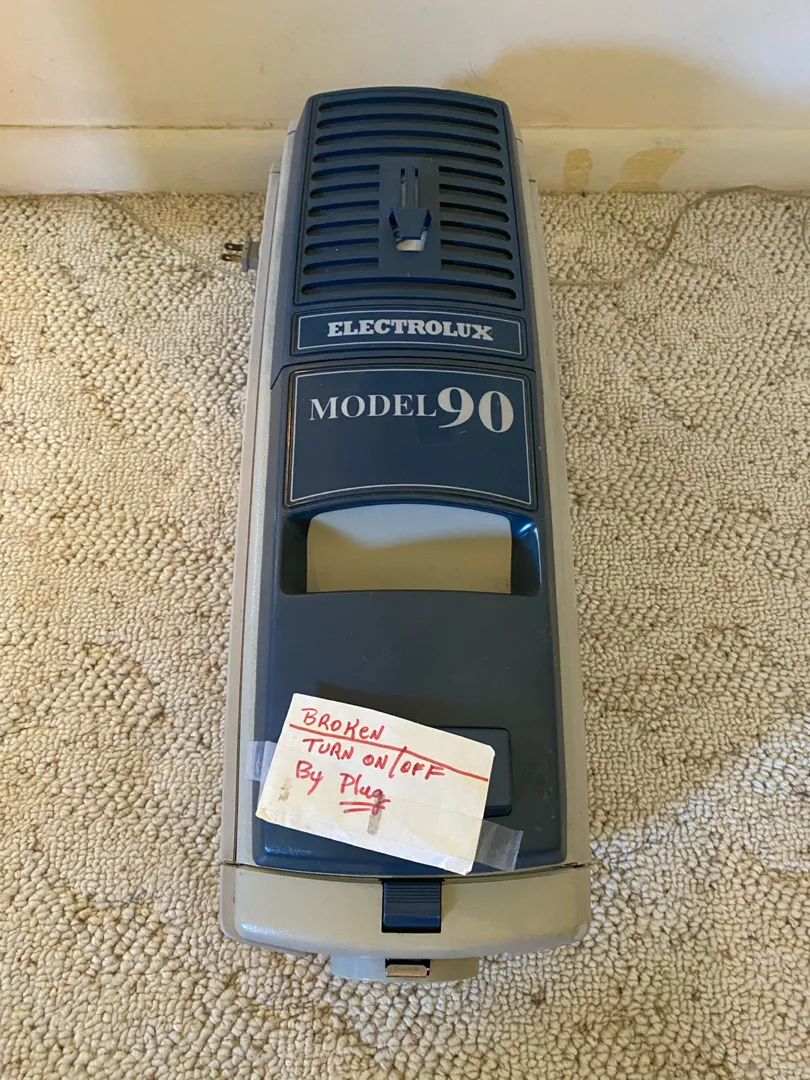 ELECTROLUX
MODEL 90
BROKEN
TURN ON/OFF
By Plug